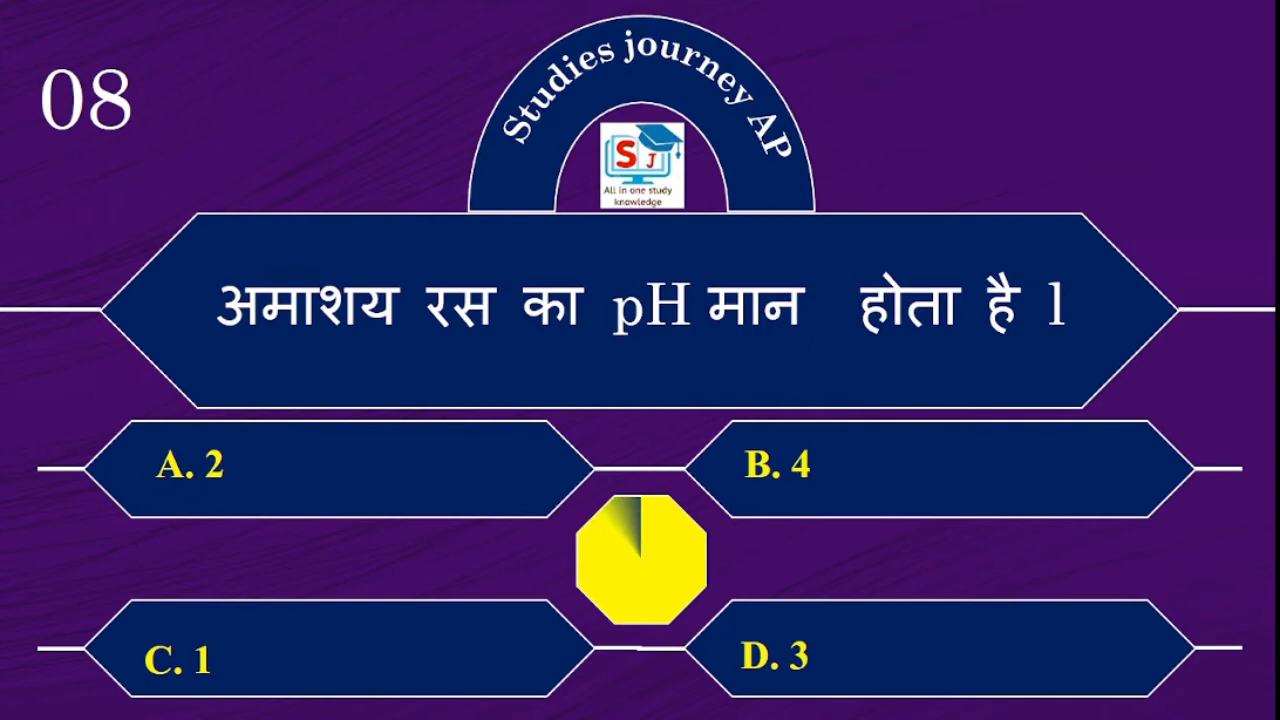 08
Studies journey AP
S J
All in one study
knowledge
अमाशय रस का pH मान होता है l
A. 2
B. 4
C. 1
D. 3